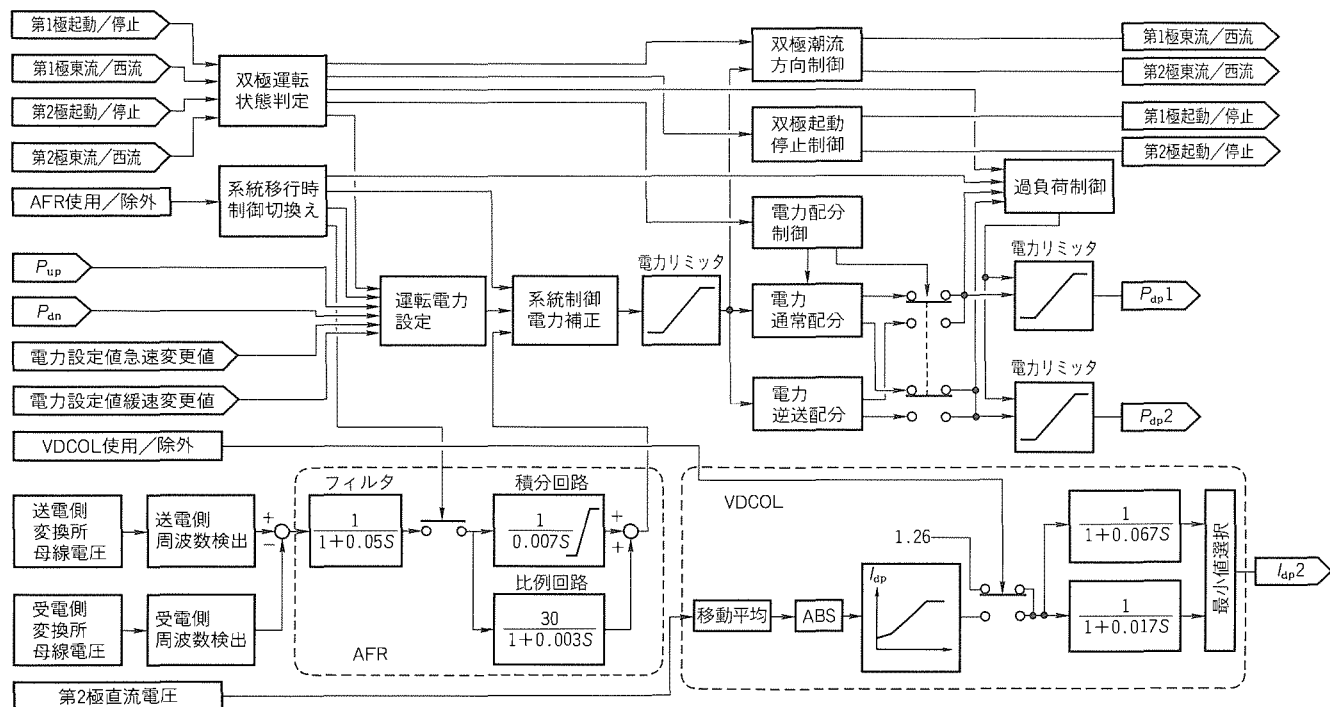 第1極起動／停止
第1極東流／西流
第2極起動／停止
第2極東流／西流
AFR使用／除外
P_up
P_dn
電力設定値急速変更値
電力設定値緩速変更値
VDCOL使用／除外
双極運転
状態判定
系統移行時
制御切換え
運転電力
設定
系統制御
電力補正
電力リミッタ
双極潮流
方向制御
双極起動
停止制御
電力配分
制御
電力
通常配分
電力
逆送配分
過負荷制御
電力リミッタ
電力リミッタ
第1極東流／西流
第2極東流／西流
第1極起動／停止
第2極起動／停止
P_dp1
P_dp2
送電側
変換所
母線電圧
送電側
周波数検出
受電側
変換所
母線電圧
受電側
周波数検出
+
−
フィルタ
1
1+0.05S
積分回路
1
0.007S
比例回路
30
1+0.003S
+
+
AFR
第2極直流電圧
VDCOL
移動平均
ABS
I_dp
1.26
1
1+0.067S
1
1+0.017S
最小値選択
I_dp2